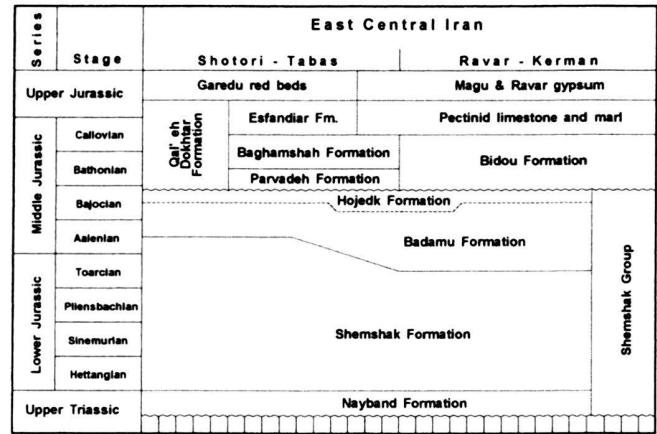 East Central Iran
Series
Stage
Shotori - Tabas
Ravar - Kerman
Upper Jurassic
Garedu red beds
Magu & Ravar gypsum
Middle Jurassic
Callovian
Qal' eh
Dokhtar
Formation
Esfandiar Fm.
Pectinid limestone and marl
Bathonian
Baghamshah Formation
Bidou Formation
Parvadeh Formation
Bajocian
Hojedk Formation
Aalenian
Badamu Formation
Shemshak Group
Lower Jurassic
Toarcian
Pliensbachian
Sinemurian
Shemshak Formation
Hettangian
Upper Triassic
Nayband Formation